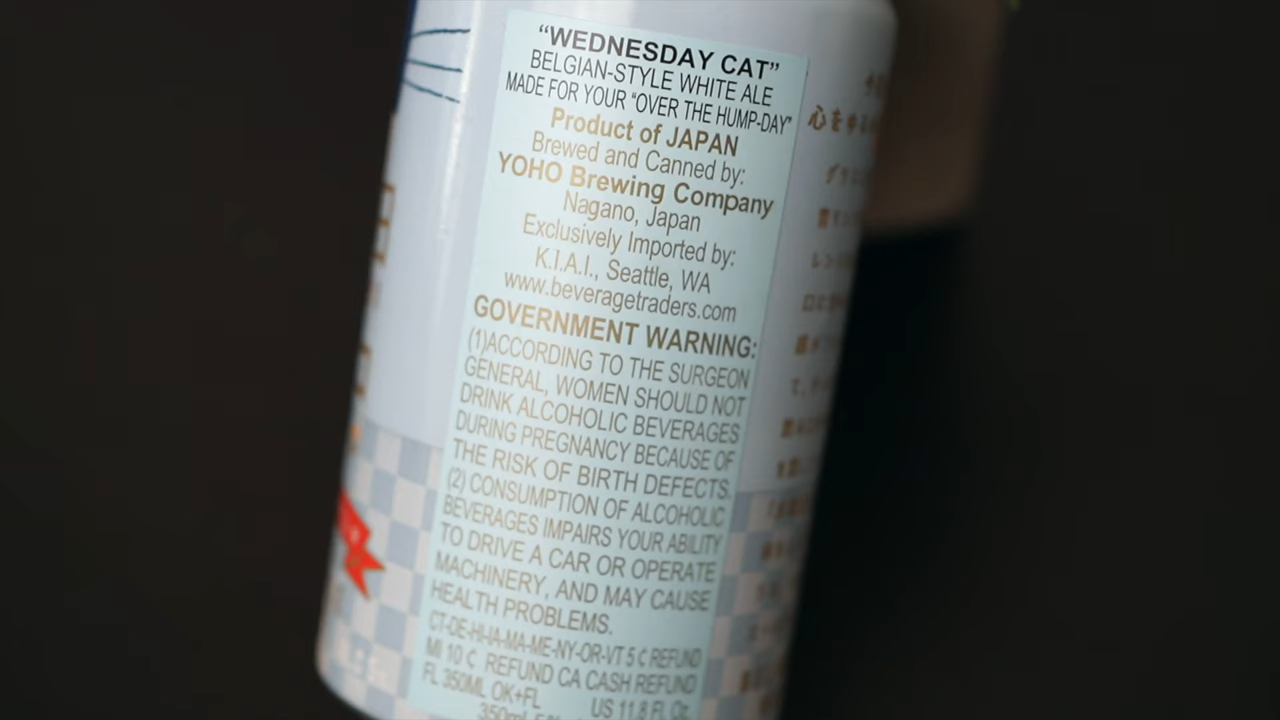 “WEDNESDAY CAT”
BELGIAN-STYLE WHITE ALE
MADE FOR YOUR “OVER THE HUMP-DAY”
Product of JAPAN
Brewed and Canned by:
YOHO Brewing Company
Nagano, Japan
Exclusively Imported by:
K.I.A.I., Seattle, WA
www.beveragetraders.com
GOVERNMENT WARNING:
(1)ACCORDING TO THE SURGEON
GENERAL, WOMEN SHOULD NOT
DRINK ALCOHOLIC BEVERAGES
DURING PREGNANCY BECAUSE OF
THE RISK OF BIRTH DEFECTS.
(2) CONSUMPTION OF ALCOHOLIC
BEVERAGES IMPAIRS YOUR ABILITY
TO DRIVE A CAR OR OPERATE
MACHINERY, AND MAY CAUSE
HEALTH PROBLEMS.
CT-DE-HI-IA-MA-ME-NY-OR-VT 5 ¢ REFUND
MI 10 ¢ REFUND CA CASH REFUND
FL 350ML OK+FL US 11.8 Fl. Oz.
350mL